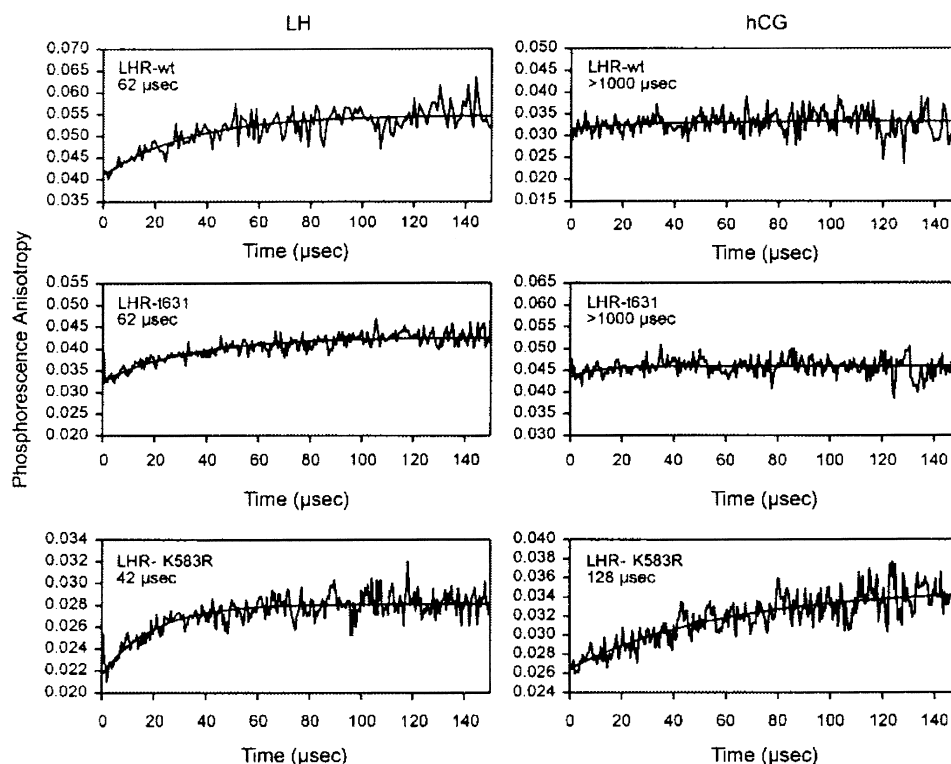 LH
hCG
Phosphorescence Anisotropy
0.070
0.065
0.060
0.055
0.050
0.045
0.040
0.035
LHR-wt
62 µsec
0 20 40 60 80 100 120 140
Time (µsec)
0.050
0.045
0.040
0.035
0.030
0.025
0.020
0.015
LHR-wt
>1000 µsec
0 20 40 60 80 100 120 140
Time (µsec)
0.055
0.050
0.045
0.040
0.035
0.030
0.025
0.020
LHR-t631
62 µsec
0 20 40 60 80 100 120 140
Time (µsec)
0.065
0.060
0.055
0.050
0.045
0.040
0.035
0.030
LHR-t631
>1000 µsec
0 20 40 60 80 100 120 140
Time (µsec)
0.034
0.032
0.030
0.028
0.026
0.024
0.022
0.020
LHR- K583R
42 µsec
0 20 40 60 80 100 120 140
Time (µsec)
0.040
0.038
0.036
0.034
0.032
0.030
0.028
0.026
0.024
LHR- K583R
128 µsec
0 20 40 60 80 100 120 140
Time (µsec)